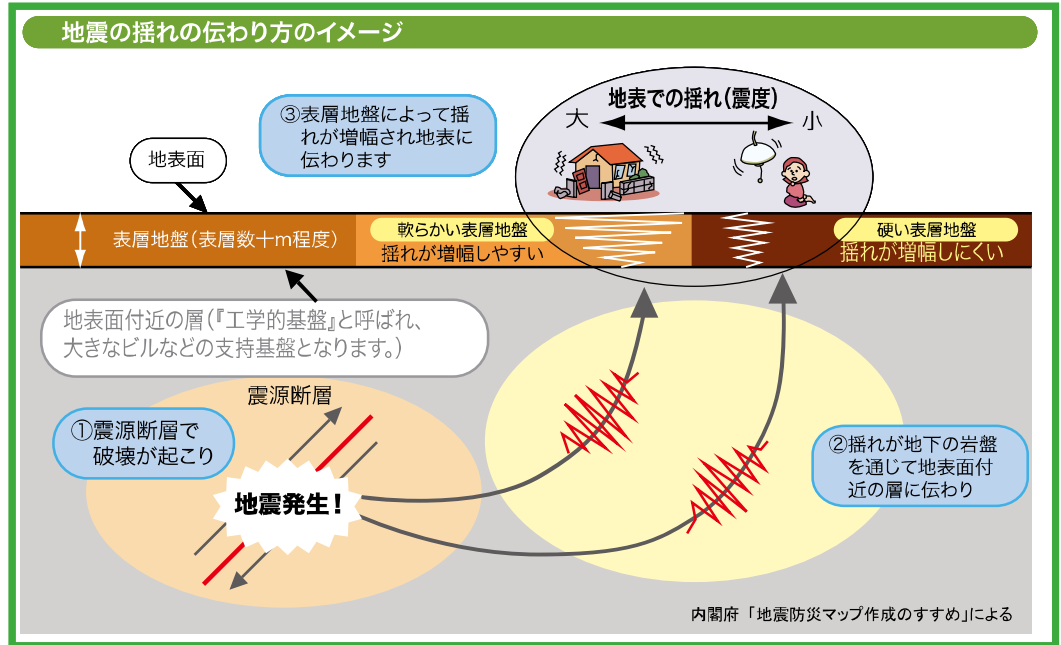 地震の揺れの伝わり方のイメージ
③表層地盤によって揺
れが増幅され地表に
伝わります
地表での揺れ(震度)
大
小
地表面
表層地盤(表層数十m程度)
軟らかい表層地盤
揺れが増幅しやすい
硬い表層地盤
揺れが増幅しにくい
地表面付近の層(『工学的基盤』と呼ばれ、
大きなビルなどの支持基盤となります。)
震源断層
①震源断層で
破壊が起こり
地震発生!
②揺れが地下の岩盤
を通じて地表面付
近の層に伝わり
内閣府「地震防災マップ作成のすすめ」による